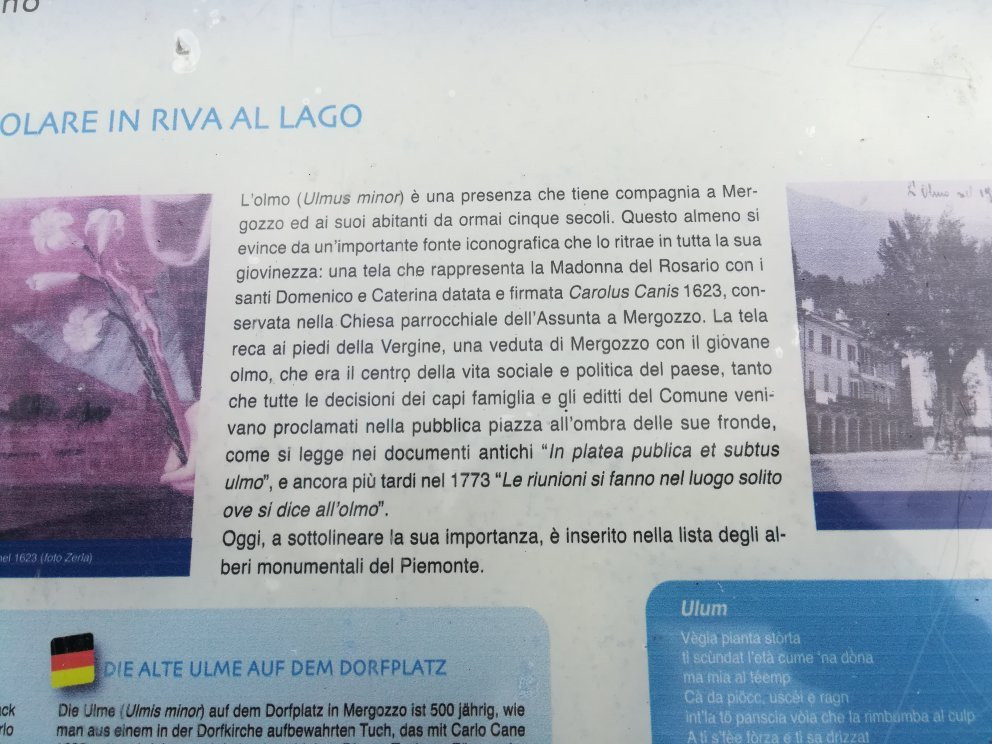 no
OLARE IN RIVA AL LAGO
L'olmo (Ulmus minor) è una presenza che tiene compagnia a Mer-
gozzo ed ai suoi abitanti da ormai cinque secoli. Questo almeno si
evince da un'importante fonte iconografica che lo ritrae in tutta la sua
giovinezza: una tela che rappresenta la Madonna del Rosario con i
santi Domenico e Caterina datata e firmata Carolus Canis 1623, con-
servata nella Chiesa parrocchiale dell'Assunta a Mergozzo. La tela
reca ai piedi della Vergine, una veduta di Mergozzo con il giovane
olmo, che era il centro della vita sociale e politica del paese, tanto
che tutte le decisioni dei capi famiglia e gli editti del Comune veni-
vano proclamati nella pubblica piazza all'ombra delle sue fronde,
come si legge nei documenti antichi “In platea publica et subtus
ulmo”, e ancora più tardi nel 1773 “Le riunioni si fanno nel luogo solito
ove si dice all'olmo”.
Oggi, a sottolineare la sua importanza, è inserito nella lista degli al-
beri monumentali del Piemonte.
nel 1623 (foto Zerla)
DIE ALTE ULME AUF DEM DORFPLATZ
Die Ulme (Ulmis minor) auf dem Dorfplatz in Mergozzo ist 500 jährig, wie
man aus einem in der Dorfkirche aufbewahrten Tuch, das mit Carlo Cane
Ulum
Vègia pianta stòrta
ti scùndat l'età cume 'na dòna
ma mia al tèemp
Cà da piòcc, uscèi e ragn
int'la tô panscia vòia che fa rimbumba al culp
A ti s'fèe fòrza e ti sa drizzat